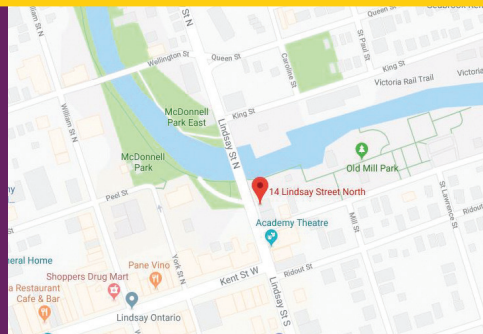 Queen St
William St N
Lindsay St N
Wellington St
Queen St
Caroline St
St Paul St
King St
Victoria Rail Trail
Victoria
McDonnell
Park East
King St
Lindsay St N
McDonnell
Park
Old Mill Park
William St N
Peel St
14 Lindsay Street North
St Lawrence St
Academy Theatre
Mill St
Ridout
York St N
eral Home
Pane Vino
Kent St W
Ridout St
Shoppers Drug Mart
a Restaurant
Cafe & Bar
Lindsay St S
Lindsay Ontario